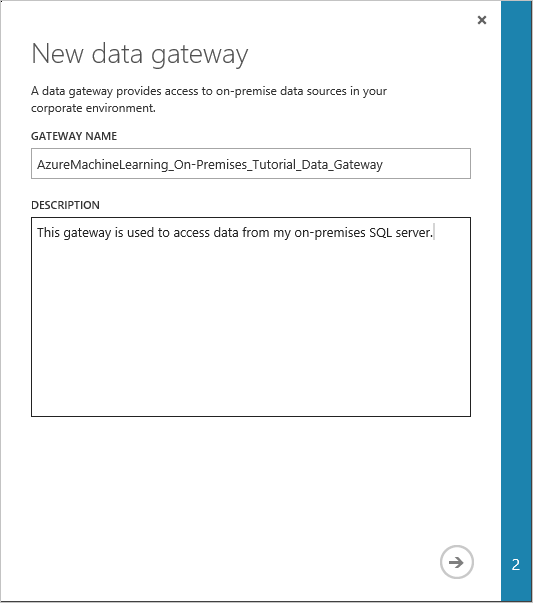 New data gateway
A data gateway provides access to on-premise data sources in your
corporate environment.
GATEWAY NAME
AzureMachineLearning_On-Premises_Tutorial_Data_Gateway
DESCRIPTION
This gateway is used to access data from my on-premises SQL server.
2